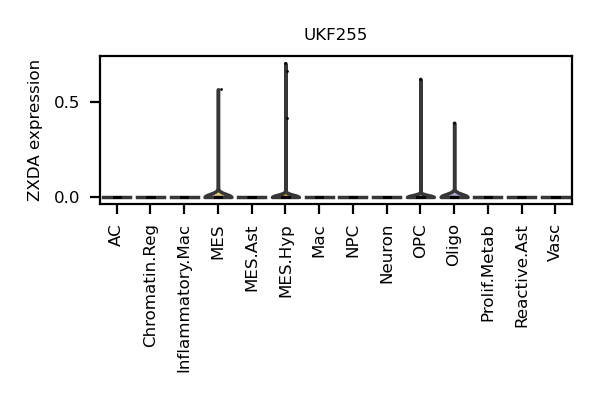 UKF255
ZXDA expression
0.5
0.0
AC
Chromatin.Reg
Inflammatory.Mac
MES
MES.Ast
MES.Hyp
Mac
NPC
Neuron
OPC
Oligo
Prolif.Metab
Reactive.Ast
Vasc